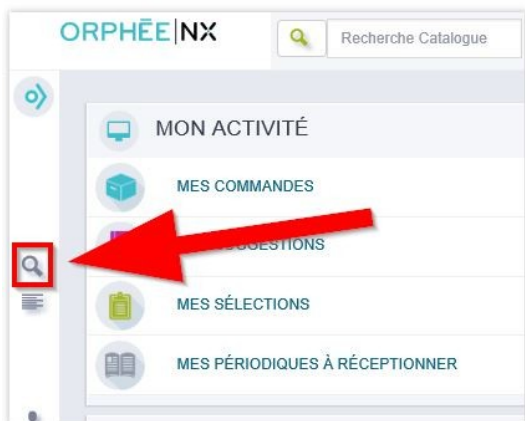 ORPHÉE|NX
Recherche Catalogue
MON ACTIVITÉ
MES COMMANDES
MES SÉLECTIONS
MES PÉRIODIQUES À RÉCEPTIONNER